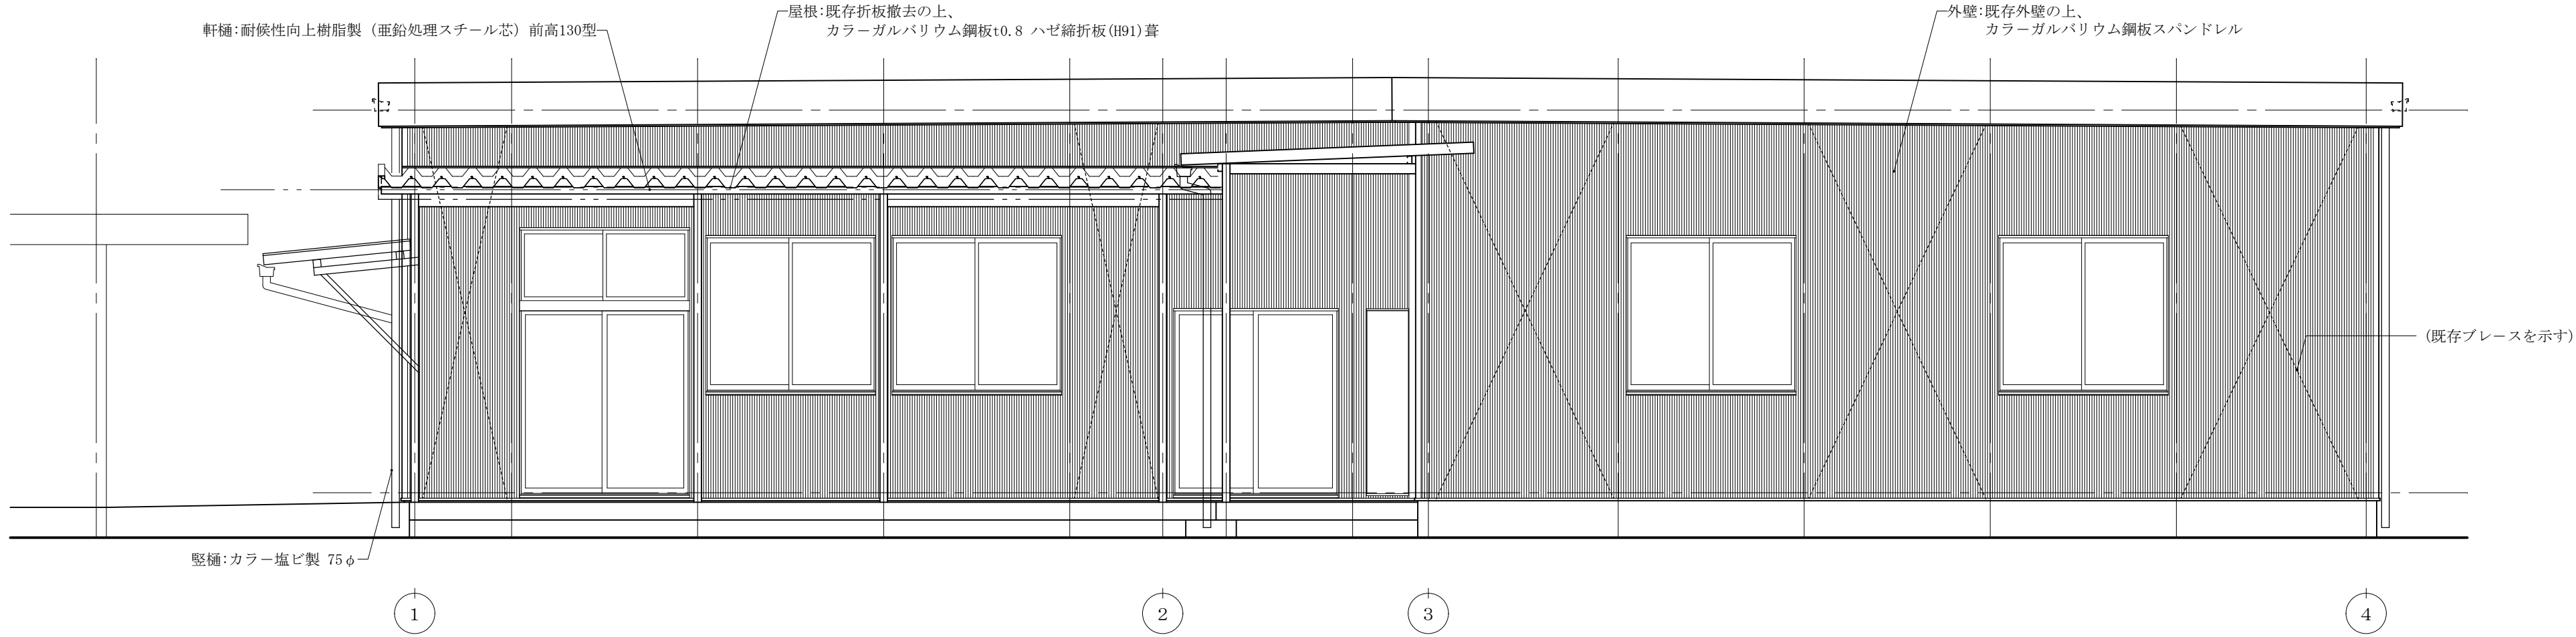 屋根:既存折板撤去の上、
カラーガルバリウム鋼板t0.8 ハゼ締折板(H91)葺
軒樋:耐候性向上樹脂製（亜鉛処理スチール芯）前高130型
外壁:既存外壁の上、
カラーガルバリウム鋼板スパンドレル
(既存ブレースを示す)
竪樋:カラー塩ビ製 75φ
1
2
3
4